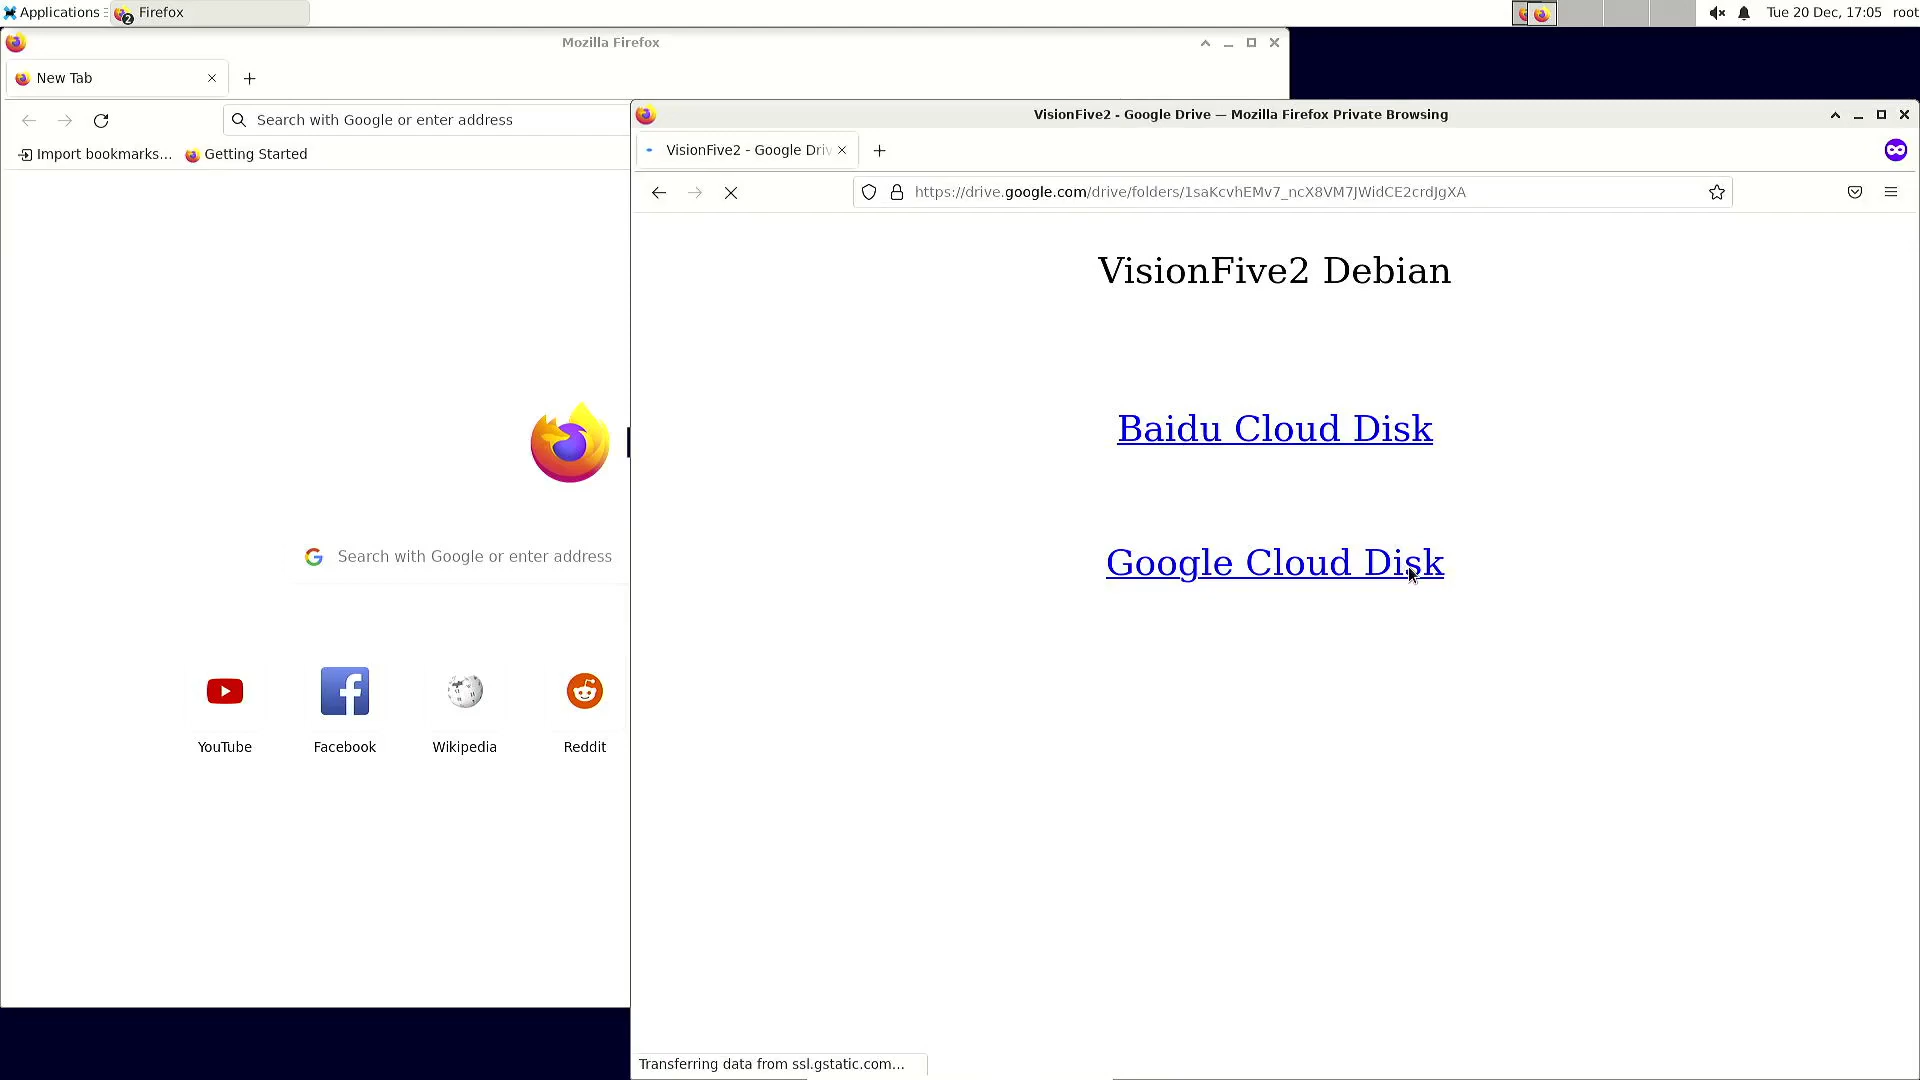 Applications
2
Firefox
Tue 20 Dec, 17:05
root
Mozilla Firefox
New Tab
Search with Google or enter address
Import bookmarks...
Getting Started
Search with Google or enter address
YouTube
Facebook
Wikipedia
Reddit
VisionFive2 - Google Drive — Mozilla Firefox Private Browsing
VisionFive2 - Google Driv
https://drive.google.com/drive/folders/1saKcvhEMv7_ncX8VM7JWidCE2crdJgXA
VisionFive2 Debian
Baidu Cloud Disk
Google Cloud Disk
Transferring data from ssl.gstatic.com...